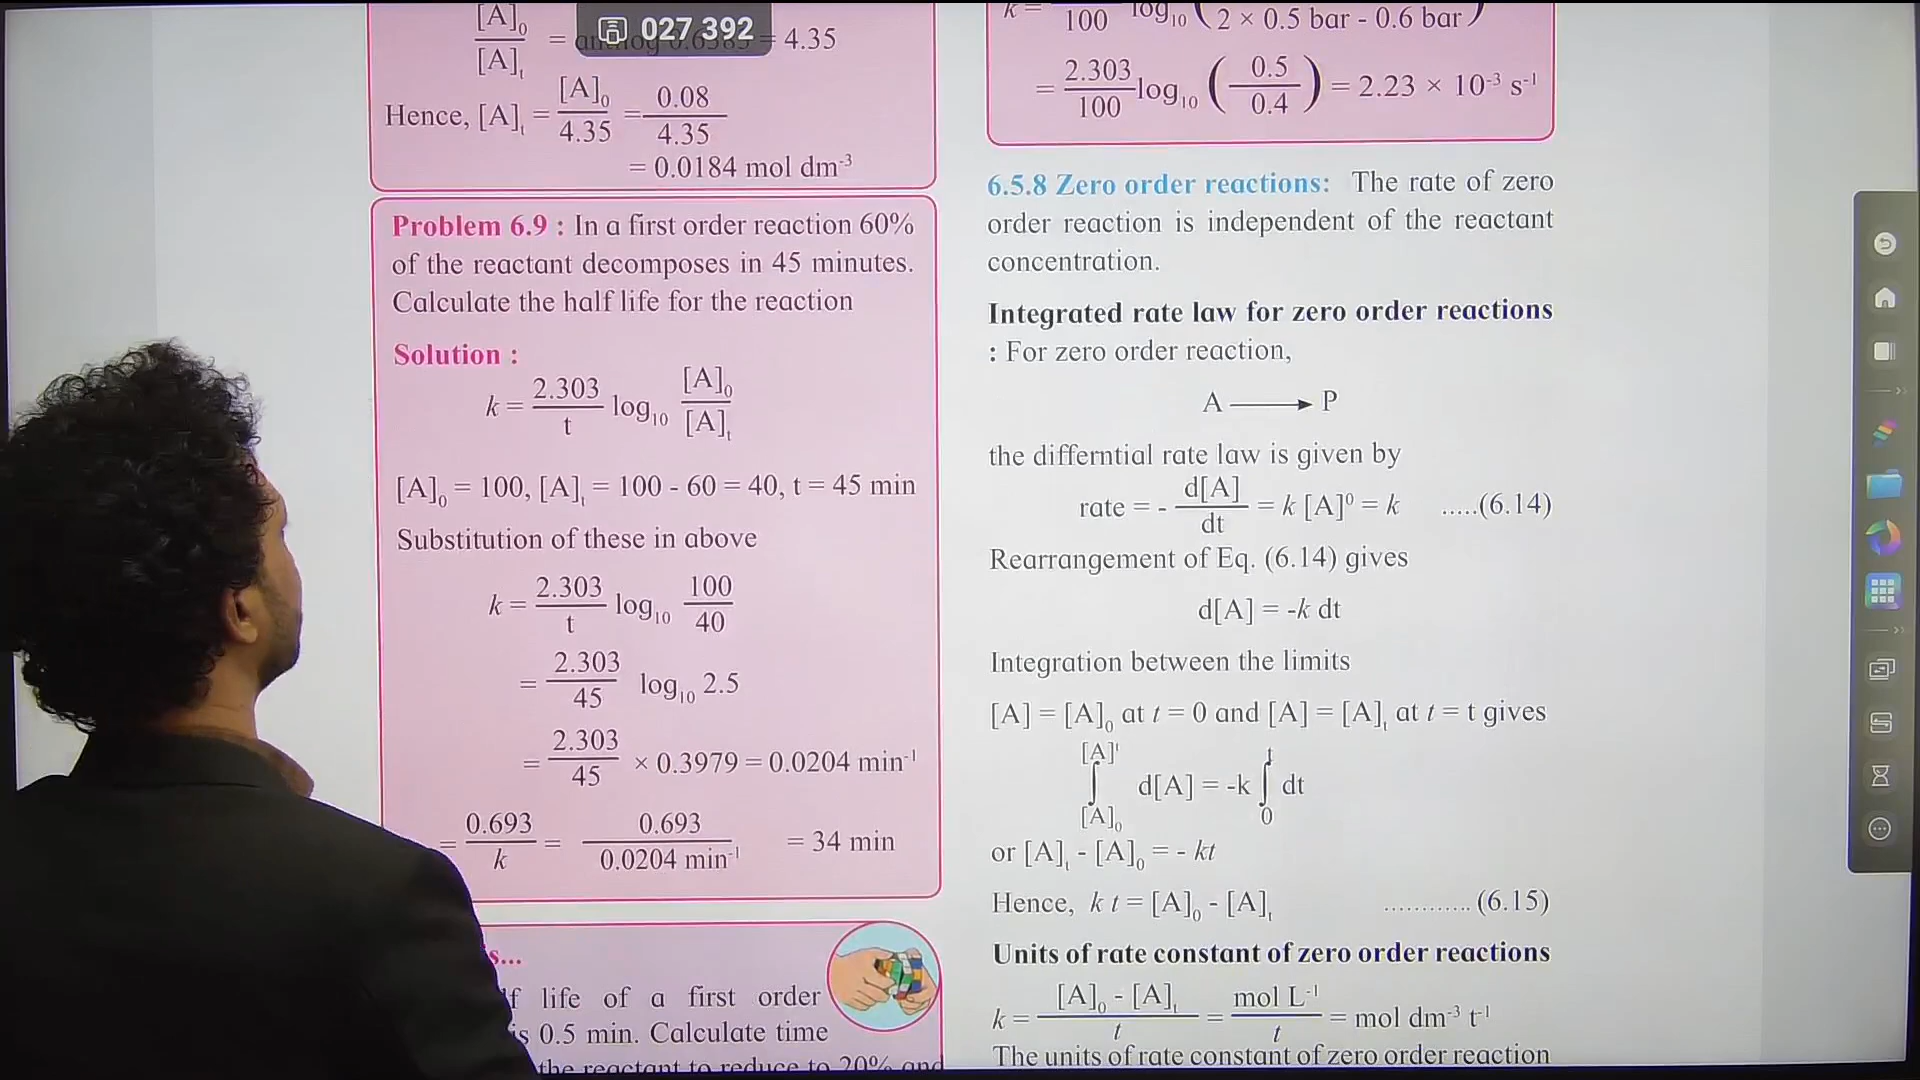 027 392
[A]₀ / [A]ₜ = = 4.35
Hence, [A]ₜ = [A]₀ / 4.35 = 0.08 / 4.35
= 0.0184 mol dm⁻³
Problem 6.9 : In a first order reaction 60%
of the reactant decomposes in 45 minutes.
Calculate the half life for the reaction
Solution :
k = 2.303 / t log₁₀ [A]₀ / [A]ₜ
[A]₀ = 100, [A]ₜ = 100 - 60 = 40, t = 45 min
Substitution of these in above
k = 2.303 / t log₁₀ 100 / 40
= 2.303 / 45 log₁₀ 2.5
= 2.303 / 45 × 0.3979 = 0.0204 min⁻¹
= 0.693 / k = 0.693 / 0.0204 min⁻¹ = 34 min
s...
f life of a first order
is 0.5 min. Calculate time
the reactant to reduce to 20% and
k = / 100 log₁₀ ( / 2 × 0.5 bar - 0.6 bar )
= 2.303 / 100 log₁₀ ( 0.5 / 0.4 ) = 2.23 × 10⁻³ s⁻¹
6.5.8 Zero order reactions: The rate of zero
order reaction is independent of the reactant
concentration.
Integrated rate law for zero order reactions
: For zero order reaction,
A ⟶ P
the differntial rate law is given by
rate = - d[A] / dt = k [A]⁰ = k .....(6.14)
Rearrangement of Eq. (6.14) gives
d[A] = -k dt
Integration between the limits
[A] = [A]₀ at t = 0 and [A] = [A]ₜ at t = t gives
∫ [A]₀ [A]ᵗ d[A] = -k ∫ 0 t dt
or [A]ₜ - [A]₀ = - kt
Hence, k t = [A]₀ - [A]ₜ ............ (6.15)
Units of rate constant of zero order reactions
k = [A]₀ - [A]ₜ / t = mol L⁻¹ / t = mol dm⁻³ t⁻¹
The units of rate constant of zero order reaction